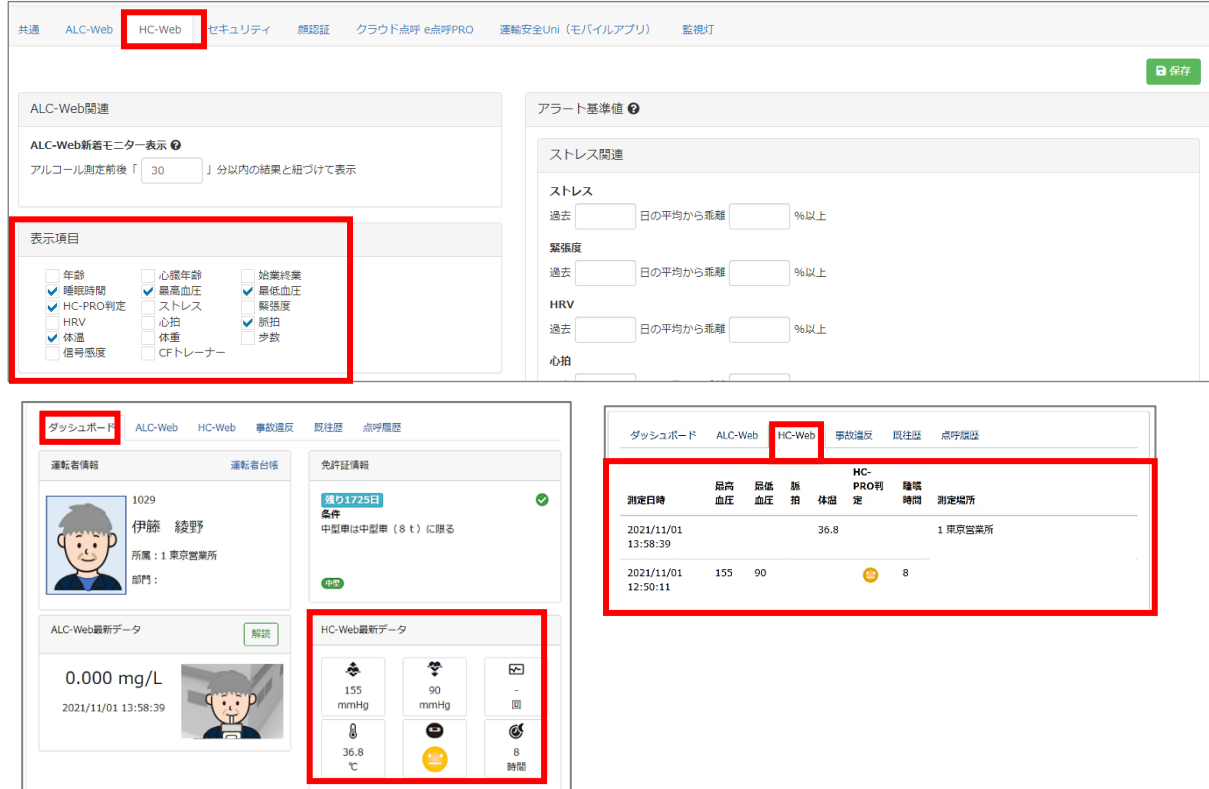 共通 ALC-Web HC-Web セキュリティ 顔認証 クラウド点呼 e点呼PRO 運輸安全Uni（モバイルアプリ） 監視灯
保存
ALC-Web関連
ALC-Web新着モニター表示
アルコール測定前後「 30 」分以内の結果と紐づけて表示
表示項目
年齢 心臓年齢 始業終業
睡眠時間 最高血圧 最低血圧
HC-PRO判定 ストレス 緊張度
HRV 心拍 脈拍
体温 体重 歩数
信号感度 CFトレーナー
アラート基準値
ストレス関連
ストレス
過去 日の平均から乖離 %以上
緊張度
過去 日の平均から乖離 %以上
HRV
過去 日の平均から乖離 %以上
心拍
ダッシュボード ALC-Web HC-Web 事故違反 既往歴 点呼履歴
運転者情報 運転者台帳
1029
伊藤 綾野
所属：1 東京営業所
部門：
免許証情報
残り1725日
条件
中型車は中型車（8ｔ）に限る
中型
ALC-Web最新データ 解読
0.000 mg/L
2021/11/01 13:58:39
HC-Web最新データ
155 90 -
mmHg mmHg 回
36.8 8
℃ 時間
ダッシュボード ALC-Web HC-Web 事故違反 既往歴 点呼履歴
測定日時 最高血圧 最低血圧 脈拍 体温 HC-PRO判定 睡眠時間 測定場所
2021/11/01 13:58:39 36.8 1 東京営業所
2021/11/01 12:50:11 155 90 8